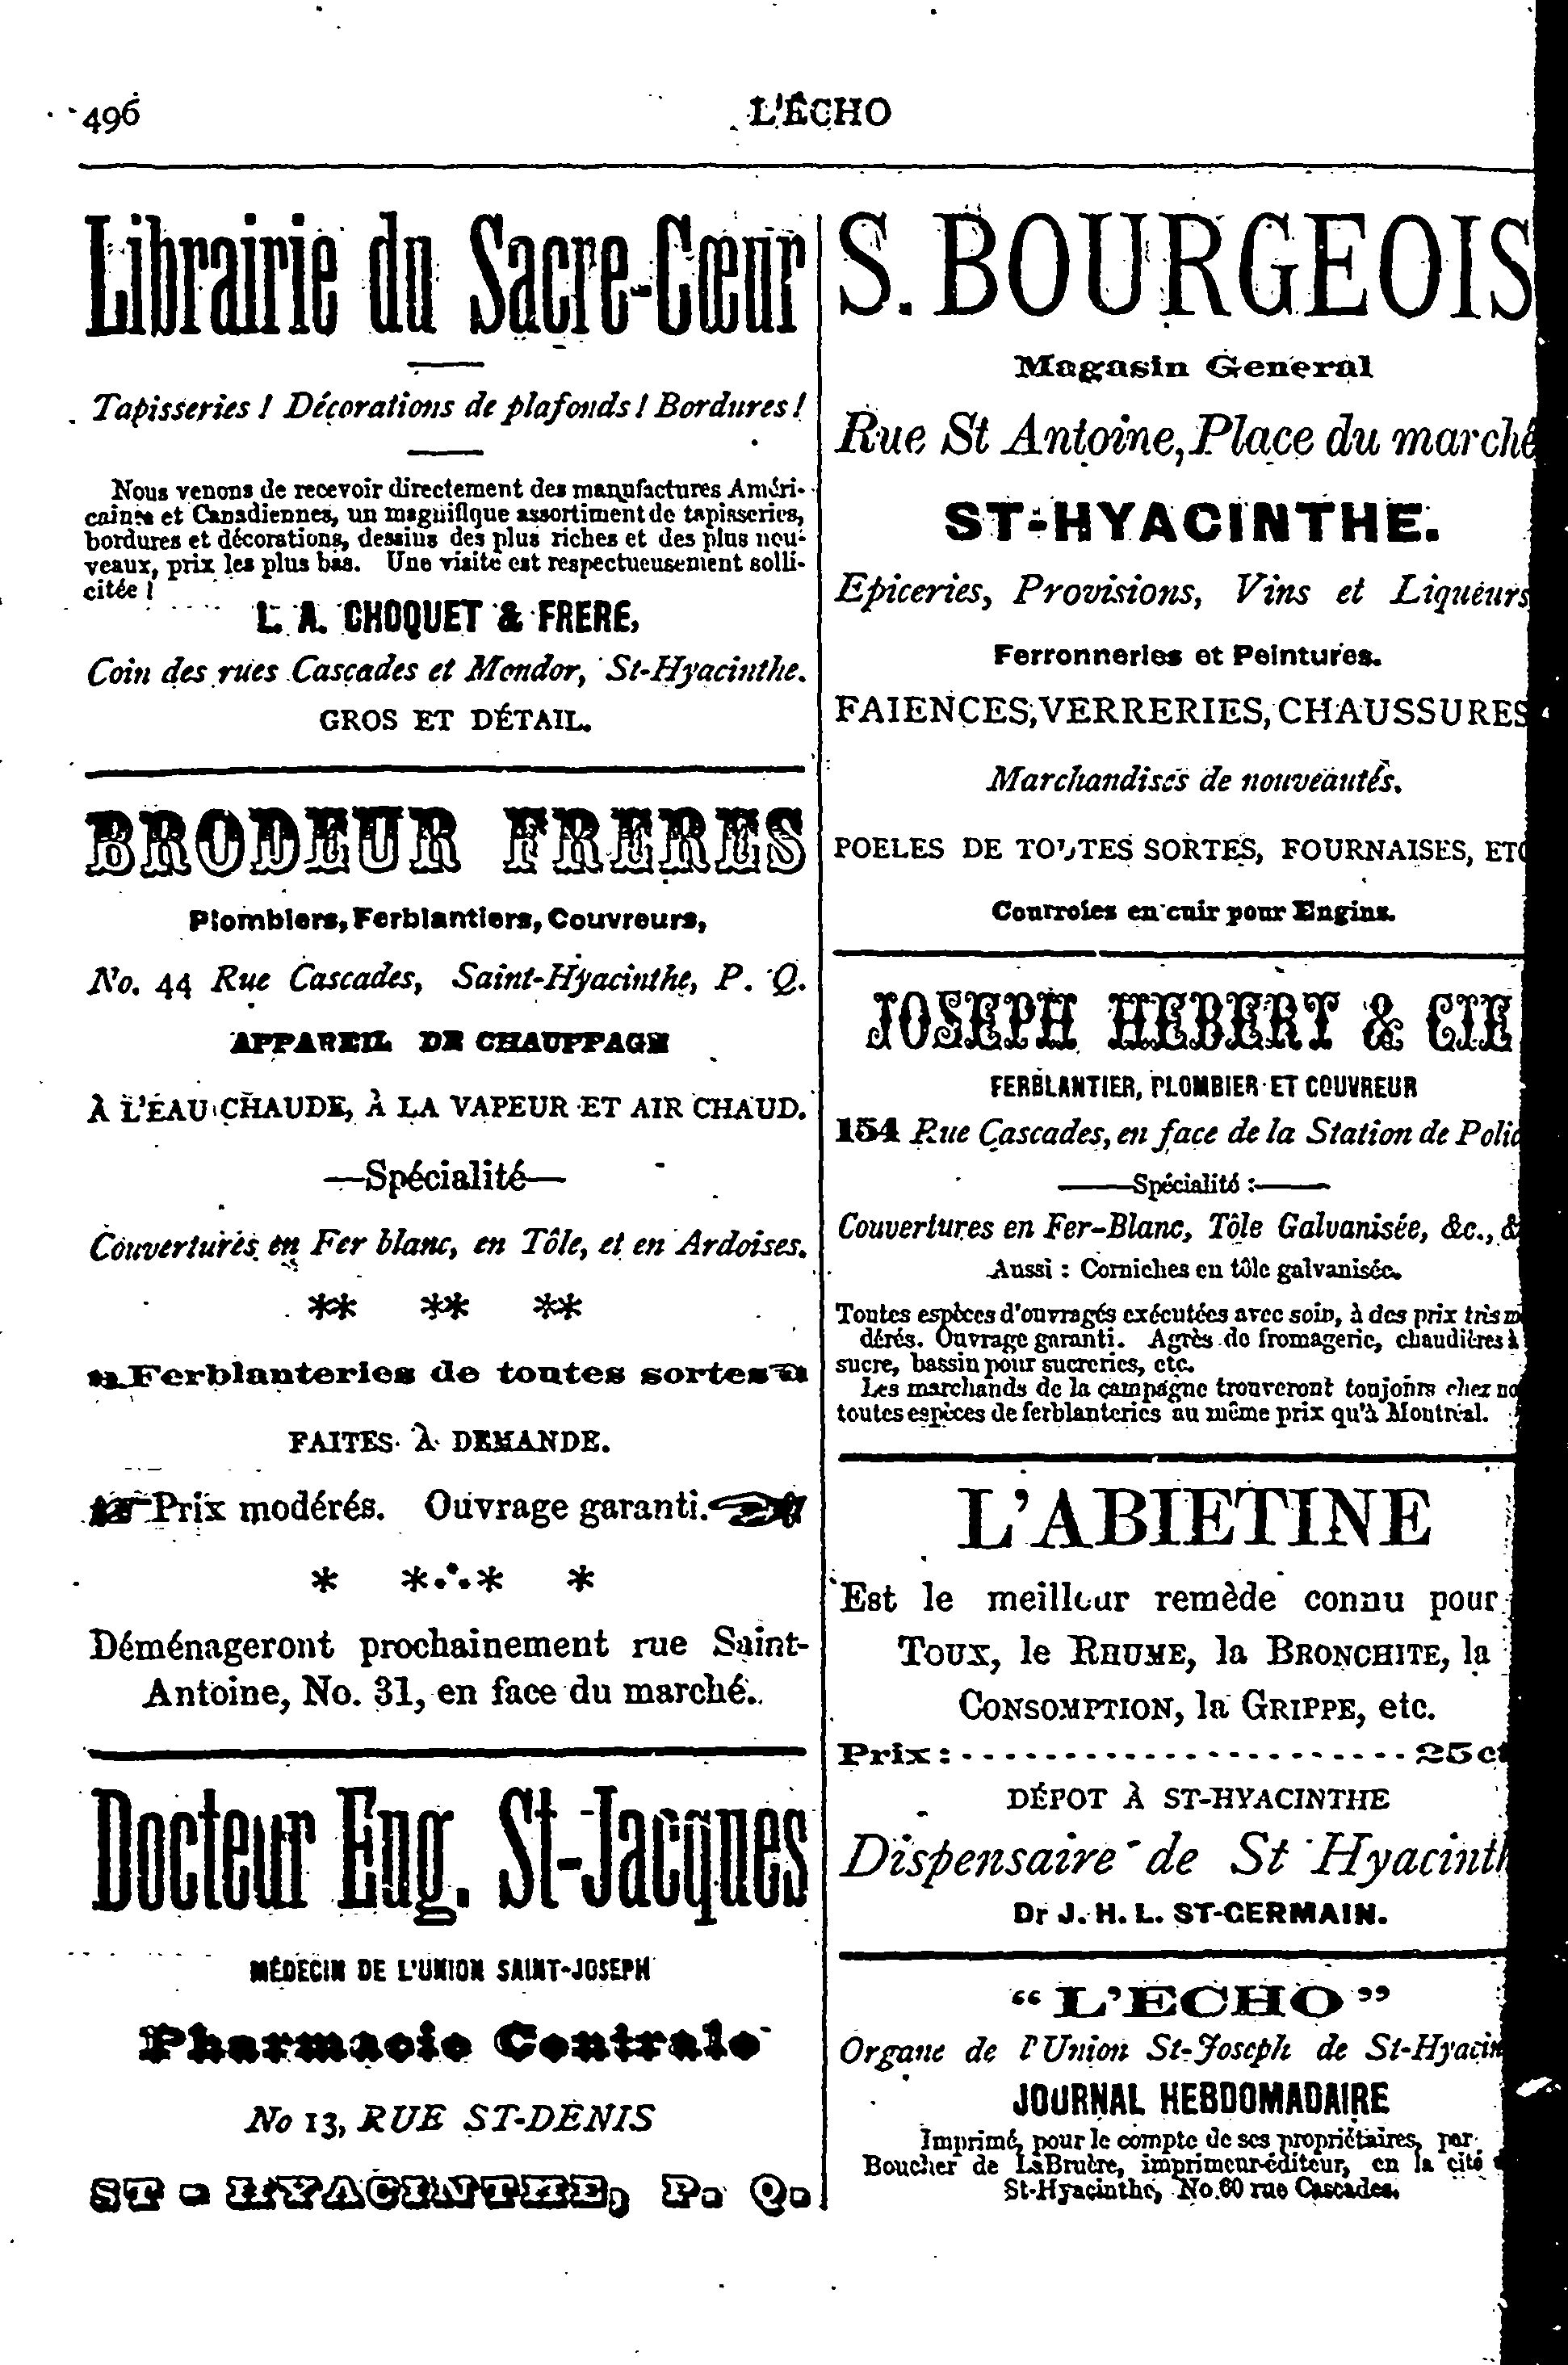 496
L'ÉCHO
Librairie du Sacre-Cœur
Tapisseries ! Décorations de plafonds ! Bordures !
Nous venons de recevoir directement des manufactures Améri-
caines et Canadiennes, un magnifique assortiment de tapisseries,
bordures et décorations, dessins des plus riches et des plus nou-
veaux, prix les plus bas. Une visite est respectueusement solli-
citée !
L. A. CHOQUET & FRERE,
Coin des rues Cascades et Mondor, St-Hyacinthe.
GROS ET DÉTAIL.
BRODEUR FRERES
Plombiers, Ferblantiers, Couvreurs,
No. 44 Rue Cascades, Saint-Hyacinthe, P. Q.
APPAREIL DE CHAUFFAGE
À L'ÉAU CHAUDE, À LA VAPEUR ET AIR CHAUD.
—Spécialité—
Couvertures en Fer blanc, en Tôle, et en Ardoises.
** ** **
Ferblanteries de toutes sortes
FAITES À DEMANDE.
Prix modérés. Ouvrage garanti.
* *∴* *
Déménageront prochainement rue Saint-
Antoine, No. 31, en face du marché.
Docteur Eug. St-Jacques
MÉDECIN DE L'UNION SAINT-JOSEPH
Pharmacie Centrale
No 13, RUE ST-DENIS
ST-HYACINTHE, P. Q.
S. BOURGEOIS
Magasin General
Rue St Antoine, Place du marché
ST-HYACINTHE.
Epiceries, Provisions, Vins et Liqueurs
Ferronneries et Peintures.
FAIENCES, VERRERIES, CHAUSSURES
Marchandises de nouveautés.
POELES DE TOUTES SORTES, FOURNAISES, ETC
Courroies en cuir pour Engins.
JOSEPH HEBERT & CIE
FERBLANTIER, PLOMBIER ET COUVREUR
154 Rue Cascades, en face de la Station de Polic
——Spécialité :——
Couvertures en Fer-Blanc, Tôle Galvanisée, &c., &
Aussi : Corniches en tôle galvanisée.
Toutes espèces d'ouvragés exécutées avec soin, à des prix très m
dérés. Ouvrage garanti. Agrès de fromagerie, chaudières à
sucre, bassin pour sucreries, etc.
Les marchands de la campagne trouveront toujours chez no
toutes espèces de ferblanteries au même prix qu'à Montréal.
L'ABIETINE
Est le meilleur remède connu pour
TOUX, le RHUME, la BRONCHITE, la
CONSOMPTION, la GRIPPE, etc.
Prix : ...................... 25 ct
DÉPOT À ST-HYACINTHE
Dispensaire de St Hyacinth
Dr J. H. L. ST-GERMAIN.
“L'ECHO”
Organe de l'Union St-Joseph de St-Hyacin
JOURNAL HEBDOMADAIRE
Imprimé, pour le compte de ses propriétaires, par
Boucher de LaBruère, imprimeur-éditeur, en la cité
St-Hyacinthe, No. 60 rue Cascades.